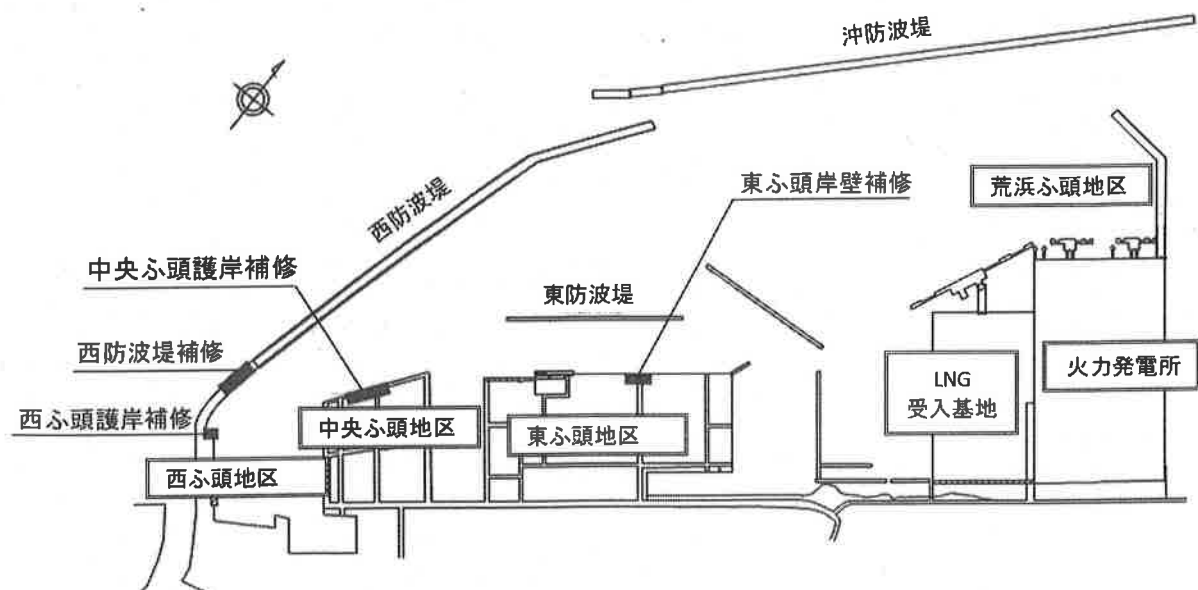 沖防波堤
西防波堤
東ふ頭岸壁補修
荒浜ふ頭地区
中央ふ頭護岸補修
東防波堤
西防波堤補修
LNG
受入基地
火力発電所
西ふ頭護岸補修
中央ふ頭地区
東ふ頭地区
西ふ頭地区